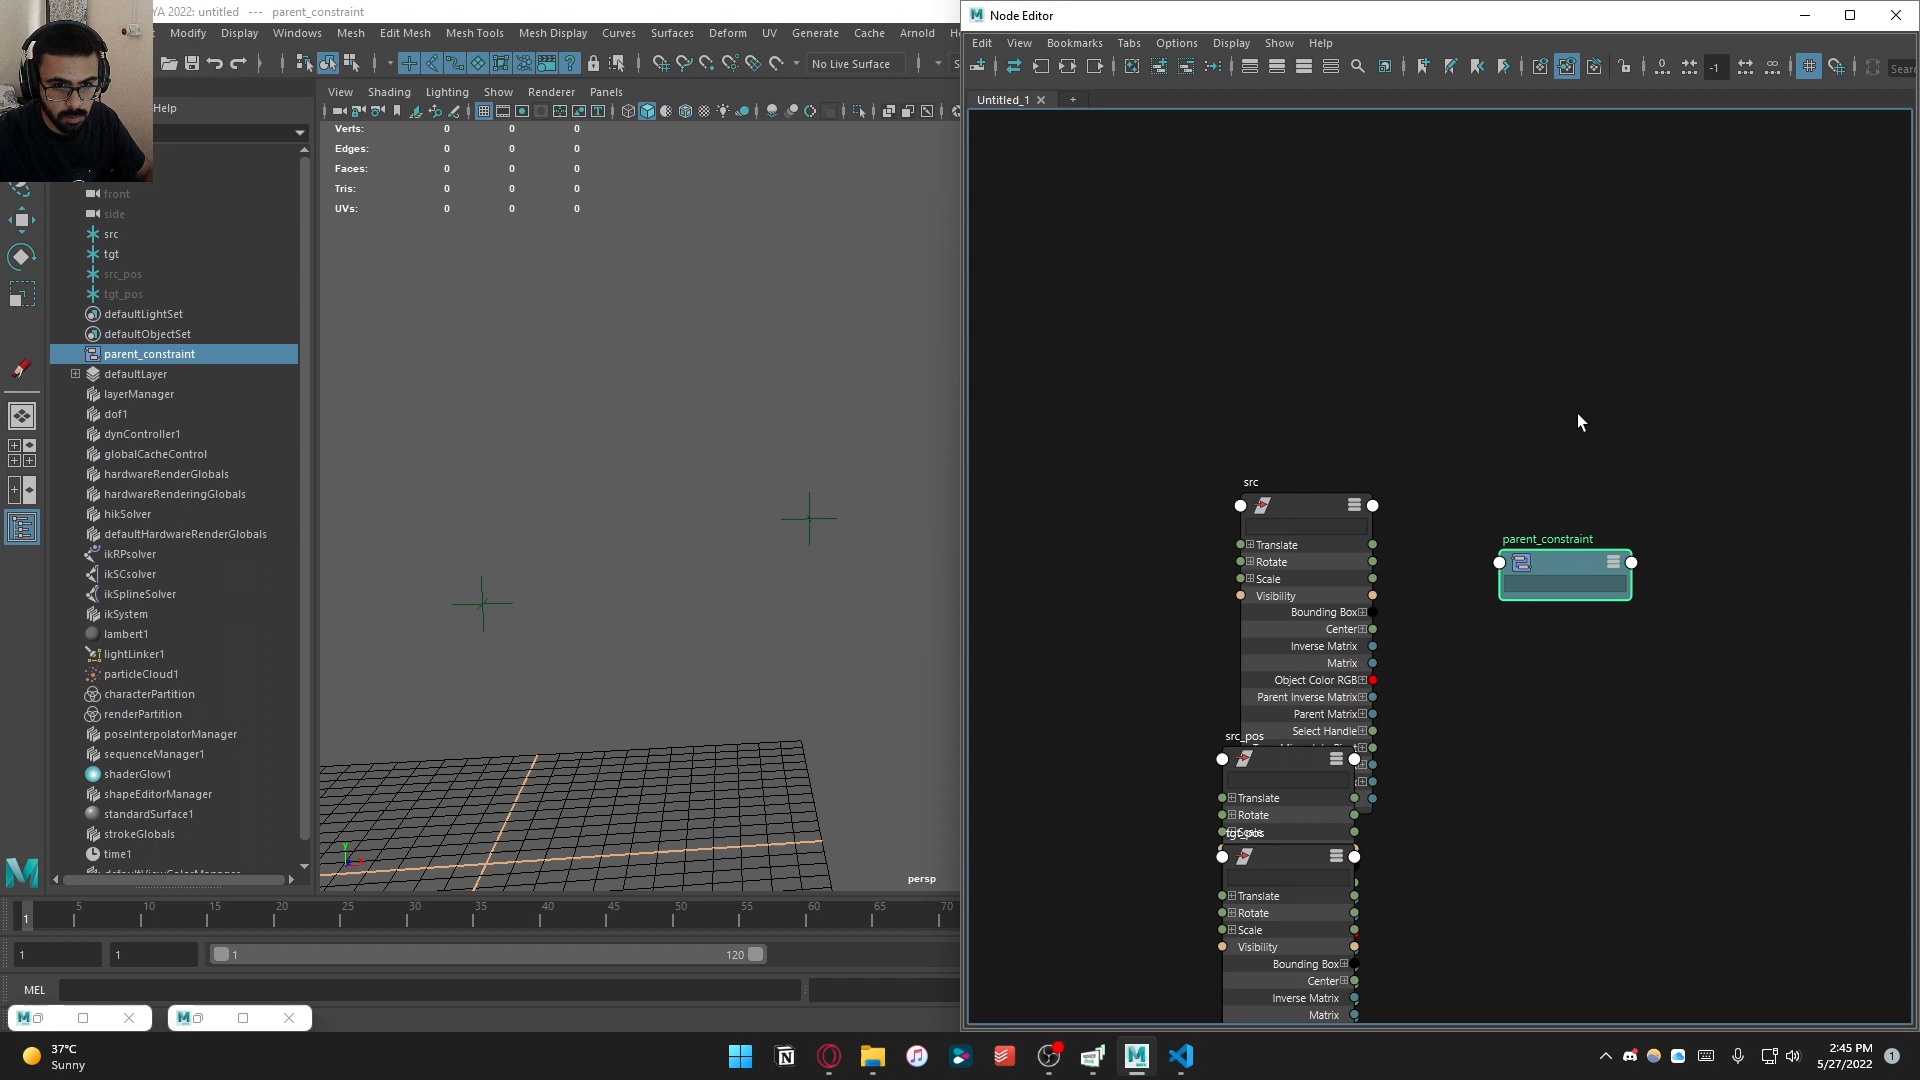 YA 2022: untitled --- parent_constraint
Modify Display Windows Mesh Edit Mesh Mesh Tools Mesh Display Curves Surfaces Deform UV Generate Cache Arnold
No Live Surface
View Shading Lighting Show Renderer Panels
Help
Verts: 0 0 0
Edges: 0 0 0
Faces: 0 0 0
Tris: 0 0 0
UVs: 0 0 0
front
side
src
tgt
src_pos
tgt_pos
defaultLightSet
defaultObjectSet
parent_constraint
defaultLayer
layerManager
dof1
dynController1
globalCacheControl
hardwareRenderGlobals
hardwareRenderingGlobals
hikSolver
defaultHardwareRenderGlobals
ikRPsolver
ikSCsolver
ikSplineSolver
ikSystem
lambert1
lightLinker1
particleCloud1
characterPartition
renderPartition
poseInterpolatorManager
sequenceManager1
shaderGlow1
shapeEditorManager
standardSurface1
strokeGlobals
time1
y
persp
5 10 15 20 25 30 35 40 45 50 55 60 65 70
1
1 1 1 120
MEL
Node Editor
Edit View Bookmarks Tabs Options Display Show Help
-1
Sear
Untitled_1
+
src
Translate
Rotate
Scale
Visibility
Bounding Box
Center
Inverse Matrix
Matrix
Object Color RGB
Parent Inverse Matrix
Parent Matrix
Select Handle
src_pos
Translate
Rotate
tgt_pos
Translate
Rotate
Scale
Visibility
Bounding Box
Center
Inverse Matrix
Matrix
parent_constraint
37°C
Sunny
2:45 PM
5/27/2022
1